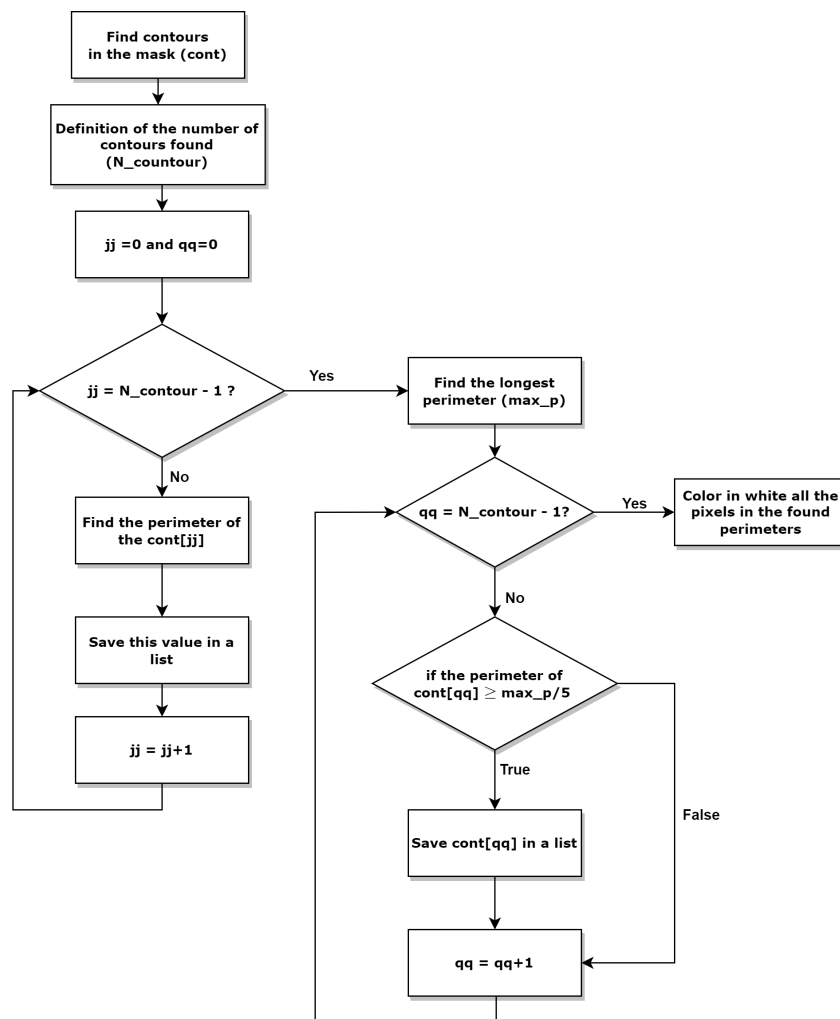 Find contours
in the mask (cont)
Definition of the number of
contours found
(N_countour)
jj =0 and qq=0
jj = N_contour - 1 ?
Yes
No
Find the perimeter of
the cont[jj]
Save this value in a
list
jj = jj+1
Find the longest
perimeter (max_p)
qq = N_contour - 1?
Yes
Color in white all the
pixels in the found
perimeters
No
if the perimeter of
cont[qq] ≥ max_p/5
True
False
Save cont[qq] in a list
qq = qq+1